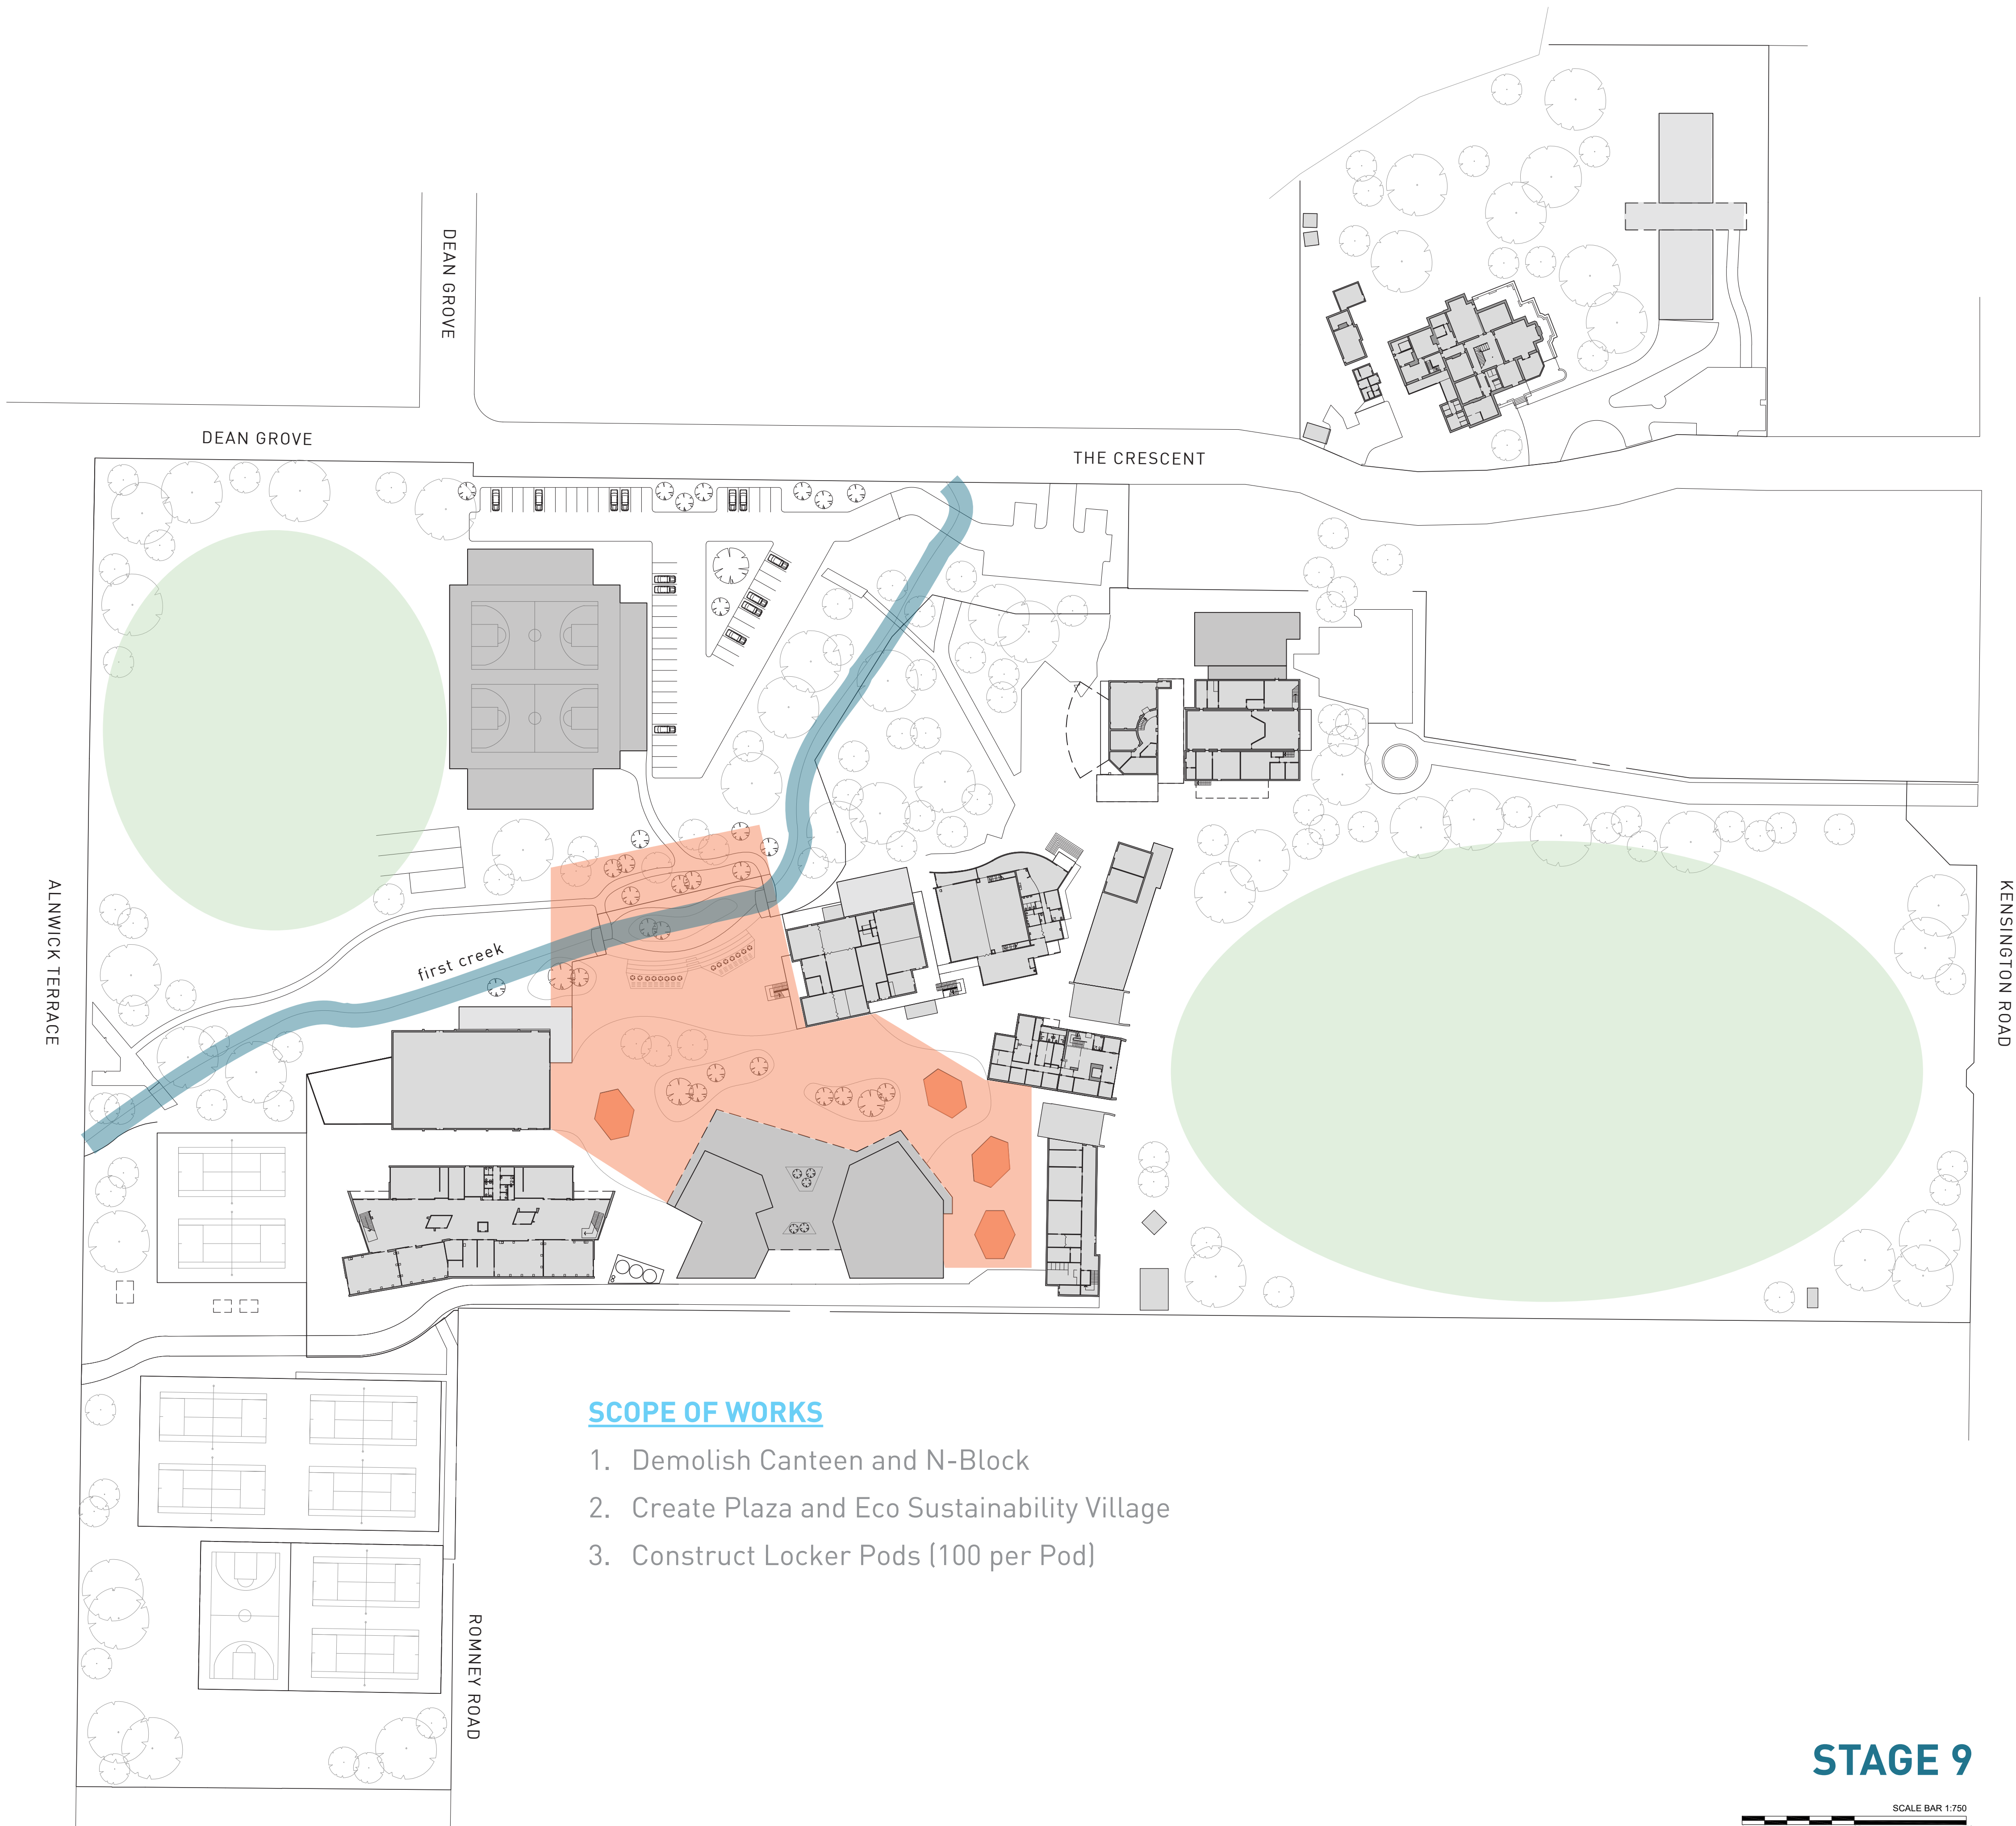 DEAN GROVE
DEAN GROVE
THE CRESCENT
ALNWICK TERRACE
first creek
KENSINGTON ROAD
SCOPE OF WORKS
1. Demolish Canteen and N-Block
2. Create Plaza and Eco Sustainability Village
3. Construct Locker Pods (100 per Pod)
ROMNEY ROAD
STAGE 9
SCALE BAR 1:750